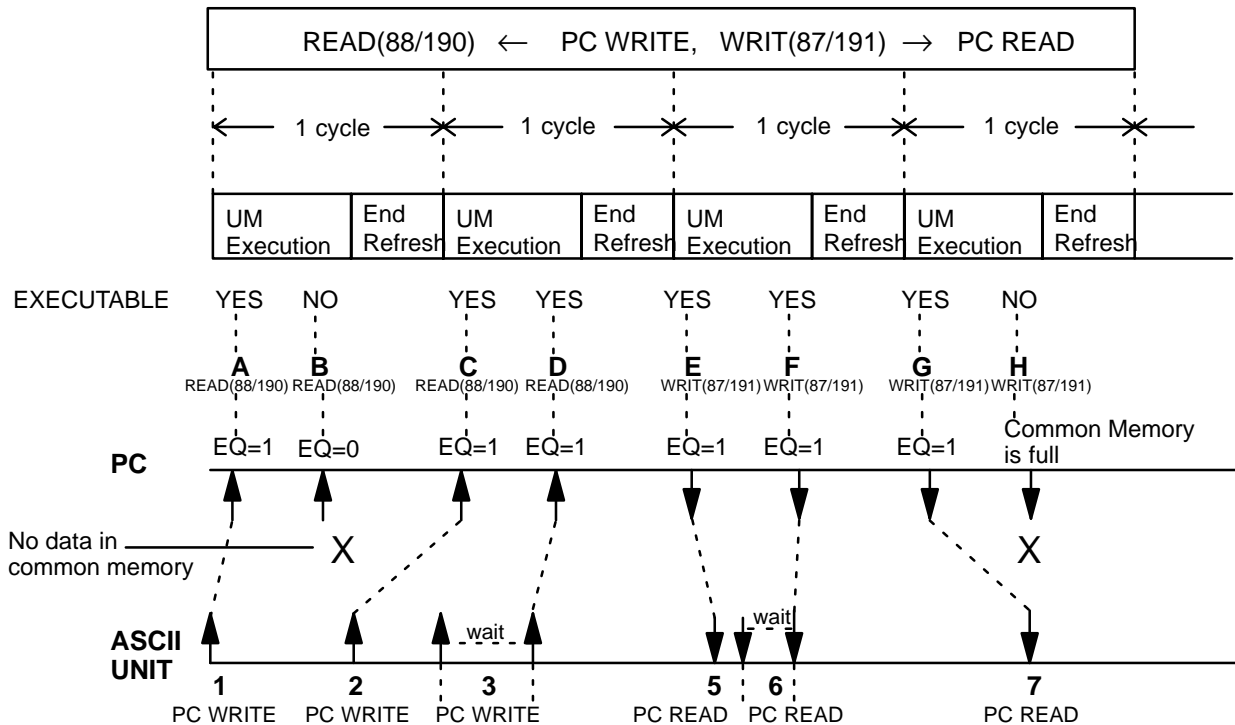 READ(88/190) ← PC WRITE, WRIT(87/191) → PC READ
1 cycle 1 cycle 1 cycle 1 cycle
UM Execution End Refresh UM Execution End Refresh UM Execution End Refresh UM Execution End Refresh
EXECUTABLE YES NO YES YES YES YES YES NO
A B C D E F G H
READ(88/190) READ(88/190) READ(88/190) READ(88/190) WRIT(87/191) WRIT(87/191) WRIT(87/191) WRIT(87/191)
EQ=1 EQ=0 EQ=1 EQ=1 EQ=1 EQ=1 EQ=1 Common Memory is full
PC
No data in common memory X X
ASCII UNIT wait wait
1 2 3 5 6 7
PC WRITE PC WRITE PC WRITE PC READ PC READ PC READ